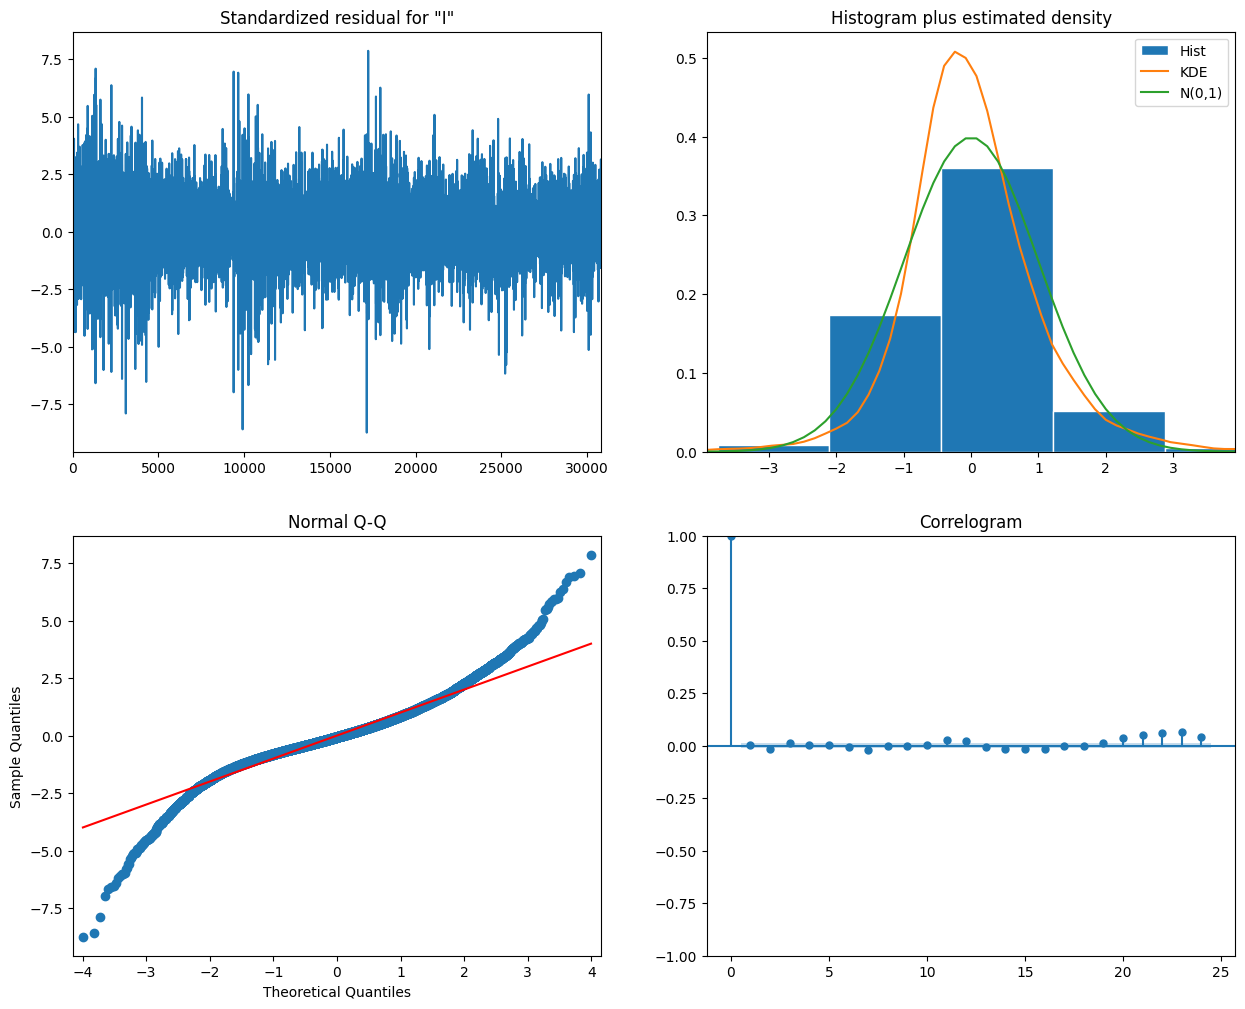 Standardized residual for "I"
7.5
5.0
2.5
0.0
−2.5
−5.0
−7.5
0 5000 10000 15000 20000 25000 30000
Histogram plus estimated density
Hist
KDE
N(0,1)
0.5
0.4
0.3
0.2
0.1
0.0
−3 −2 −1 0 1 2 3
Normal Q-Q
Sample Quantiles
7.5
5.0
2.5
0.0
−2.5
−5.0
−7.5
−4 −3 −2 −1 0 1 2 3 4
Theoretical Quantiles
Correlogram
1.00
0.75
0.50
0.25
0.00
−0.25
−0.50
−0.75
−1.00
0 5 10 15 20 25